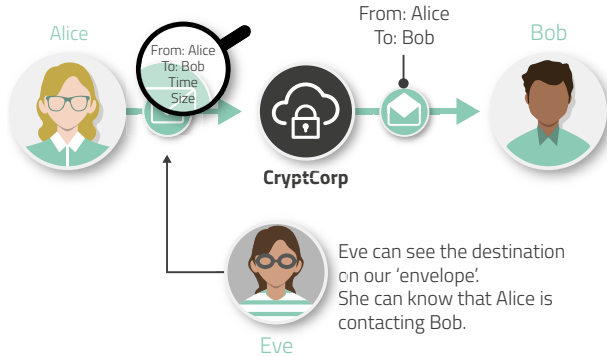 Alice
From: Alice
To: Bob
Time
Size
From: Alice
To: Bob
Bob
CryptCorp
Eve can see the destination
on our ‘envelope’.
She can know that Alice is
contacting Bob.
Eve